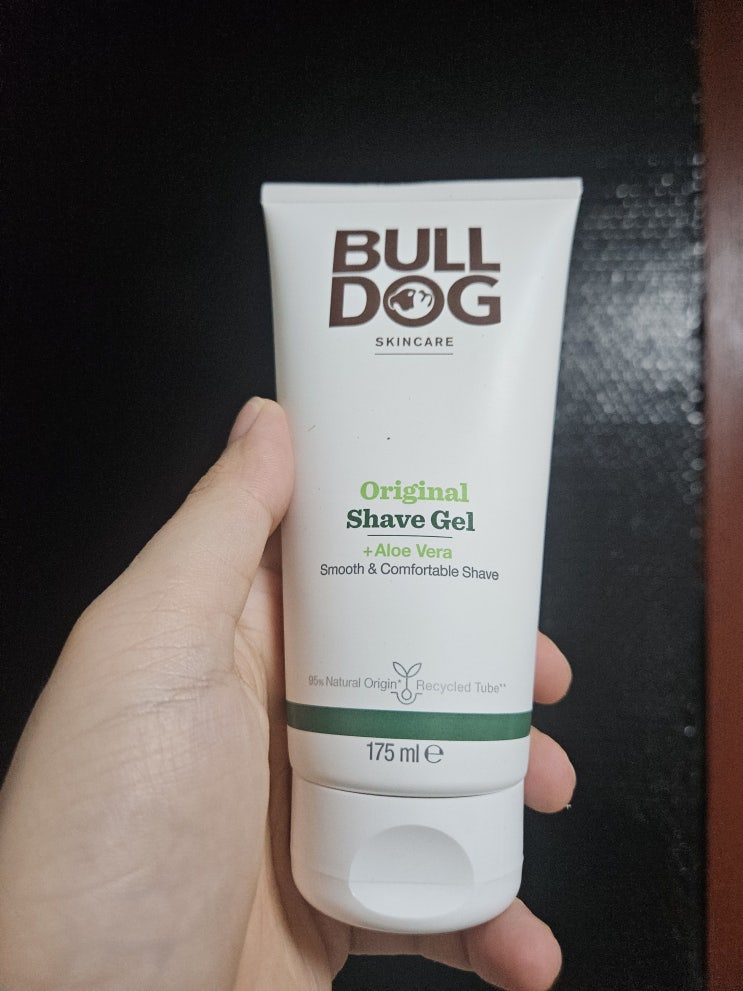 BULL
DOG
SKINCARE
Original
Shave Gel
+Aloe Vera
Smooth & Comfortable Shave
95% Natural Origin* Recycled Tube**
175 ml ℮